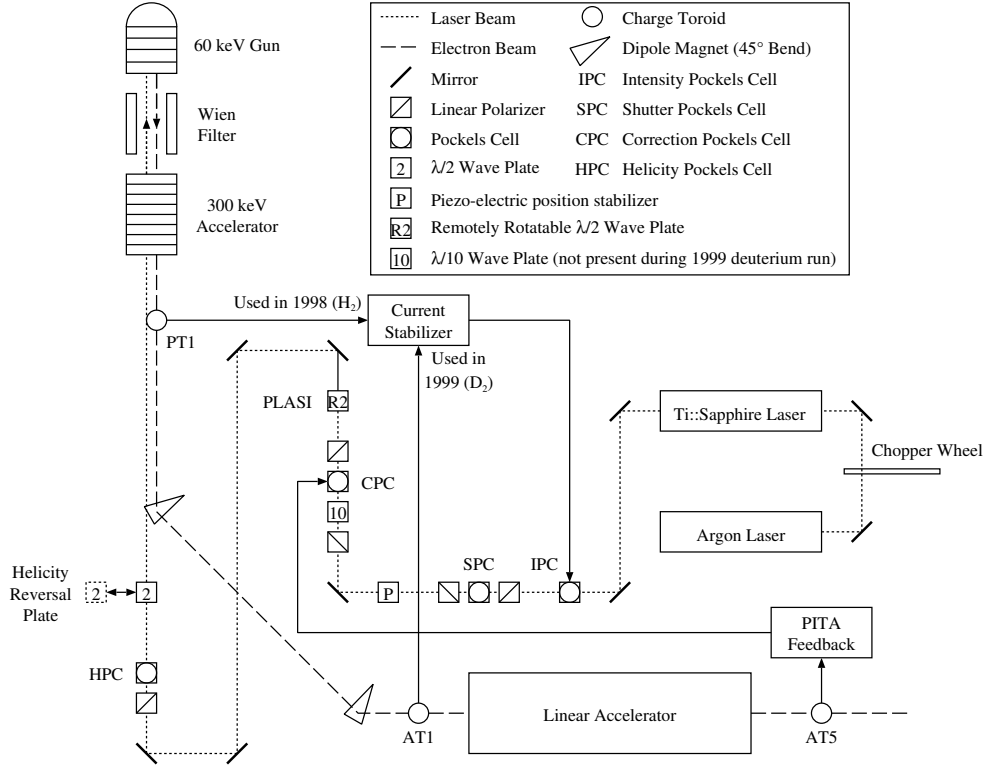 60 keV Gun
Wien
Filter
300 keV
Accelerator
Laser Beam
Electron Beam
Mirror
Linear Polarizer
Pockels Cell
2 λ/2 Wave Plate
P Piezo-electric position stabilizer
R2 Remotely Rotatable λ/2 Wave Plate
10 λ/10 Wave Plate (not present during 1999 deuterium run)
Charge Toroid
Dipole Magnet (45° Bend)
IPC Intensity Pockels Cell
SPC Shutter Pockels Cell
CPC Correction Pockels Cell
HPC Helicity Pockels Cell
Used in 1998 (H₂)
Current
Stabilizer
PT1
Used in
1999 (D₂)
PLASI R2
CPC
10
Ti::Sapphire Laser
Chopper Wheel
Argon Laser
SPC
IPC
P
Helicity
Reversal
Plate
2
2
HPC
PITA
Feedback
AT1
Linear Accelerator
AT5